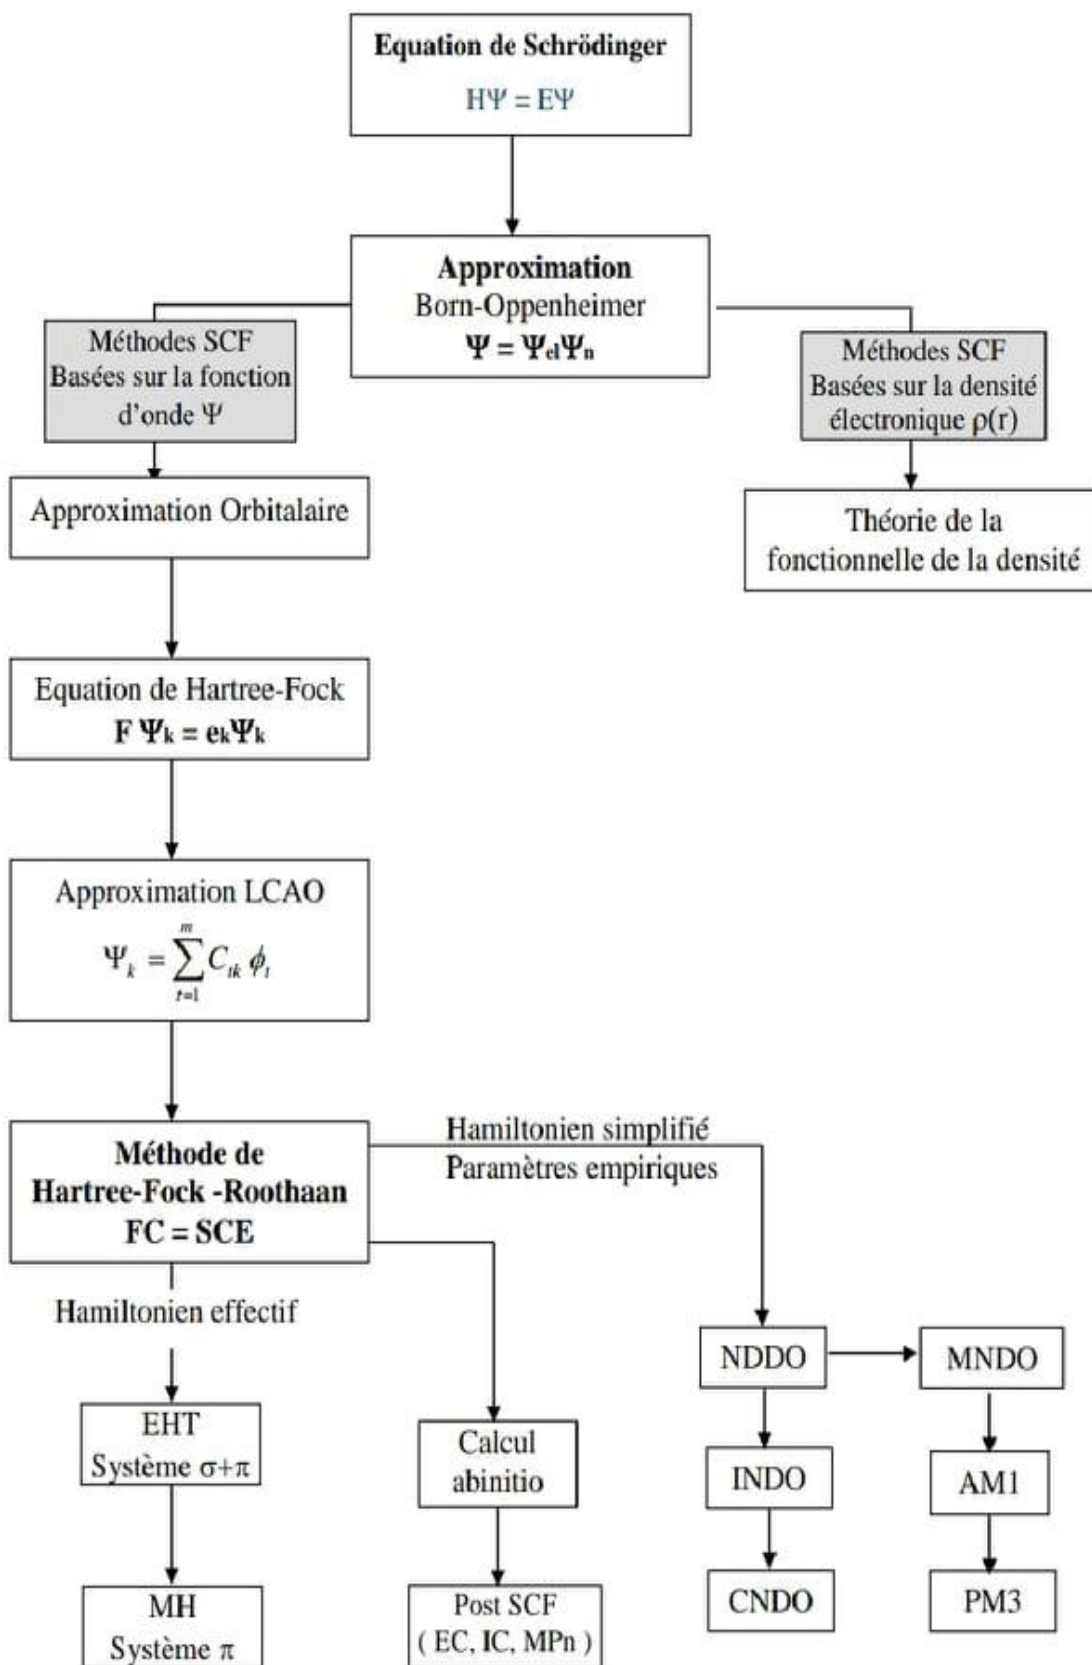 Equation de Schrödinger
HΨ = EΨ
Approximation
Born-Oppenheimer
Ψ = ΨelΨn
Méthodes SCF
Basées sur la fonction
d'onde Ψ
Méthodes SCF
Basées sur la densité
électronique ρ(r)
Approximation Orbitalaire
Théorie de la
fonctionnelle de la densité
Equation de Hartree-Fock
F Ψk = ekΨk
Approximation LCAO
Ψk = ∑_{t=1}^{m} Ctk ϕt
Méthode de
Hartree-Fock -Roothaan
FC = SCE
Hamiltonien simplifié
Paramètres empiriques
Hamiltonien effectif
EHT
Système σ+π
MH
Système π
Calcul
abinitio
Post SCF
( EC, IC, MPn )
NDDO
MNDO
INDO
AM1
CNDO
PM3